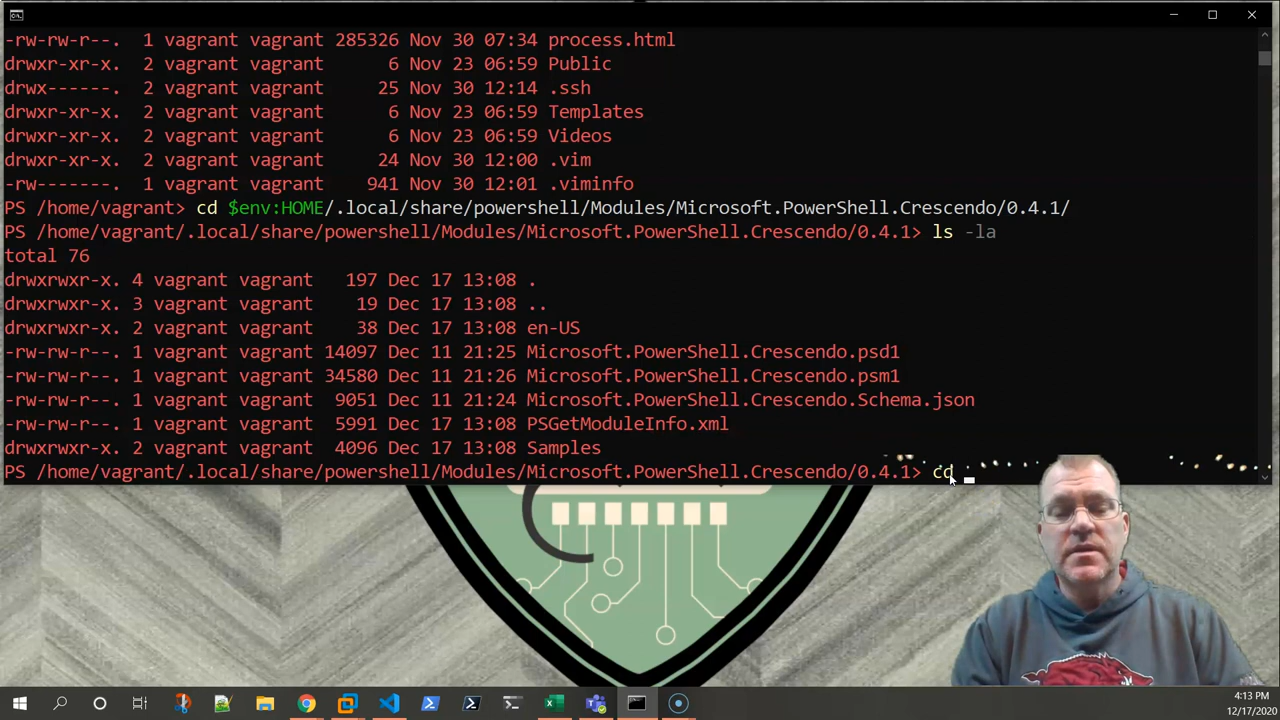 -rw-rw-r--. 1 vagrant vagrant 285326 Nov 30 07:34 process.html
drwxr-xr-x. 2 vagrant vagrant 6 Nov 23 06:59 Public
drwx------. 2 vagrant vagrant 25 Nov 30 12:14 .ssh
drwxr-xr-x. 2 vagrant vagrant 6 Nov 23 06:59 Templates
drwxr-xr-x. 2 vagrant vagrant 6 Nov 23 06:59 Videos
drwxr-xr-x. 2 vagrant vagrant 24 Nov 30 12:00 .vim
-rw-------. 1 vagrant vagrant 941 Nov 30 12:01 .viminfo
PS /home/vagrant> cd $env:HOME/.local/share/powershell/Modules/Microsoft.PowerShell.Crescendo/0.4.1/
PS /home/vagrant/.local/share/powershell/Modules/Microsoft.PowerShell.Crescendo/0.4.1> ls -la
total 76
drwxrwxr-x. 4 vagrant vagrant 197 Dec 17 13:08 .
drwxrwxr-x. 3 vagrant vagrant 19 Dec 17 13:08 ..
drwxrwxr-x. 2 vagrant vagrant 38 Dec 17 13:08 en-US
-rw-rw-r--. 1 vagrant vagrant 14097 Dec 11 21:25 Microsoft.PowerShell.Crescendo.psd1
-rw-rw-r--. 1 vagrant vagrant 34580 Dec 11 21:26 Microsoft.PowerShell.Crescendo.psm1
-rw-rw-r--. 1 vagrant vagrant 9051 Dec 11 21:24 Microsoft.PowerShell.Crescendo.Schema.json
-rw-rw-r--. 1 vagrant vagrant 5991 Dec 17 13:08 PSGetModuleInfo.xml
drwxrwxr-x. 2 vagrant vagrant 4096 Dec 17 13:08 Samples
PS /home/vagrant/.local/share/powershell/Modules/Microsoft.PowerShell.Crescendo/0.4.1> cd
4:13 PM
12/17/2020